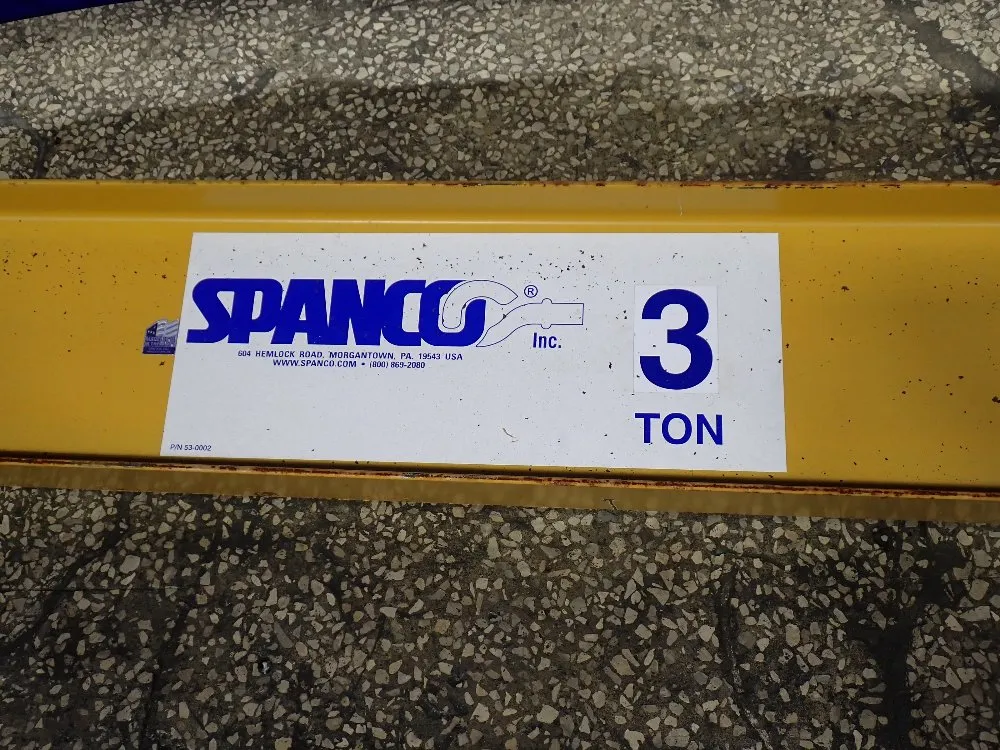 SPANCO®
Inc.
604 HEMLOCK ROAD, MORGANTOWN, PA. 19543 USA
WWW.SPANCO.COM • (800) 869-2080
3
TON
P/N 53-0002